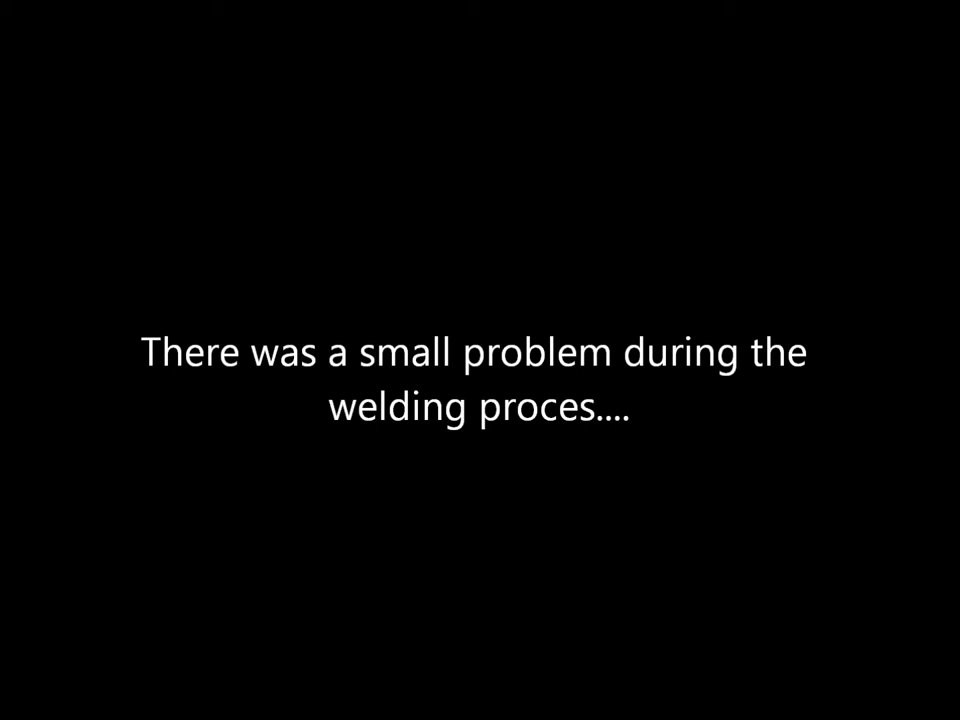 There was a small problem during the
welding proces....